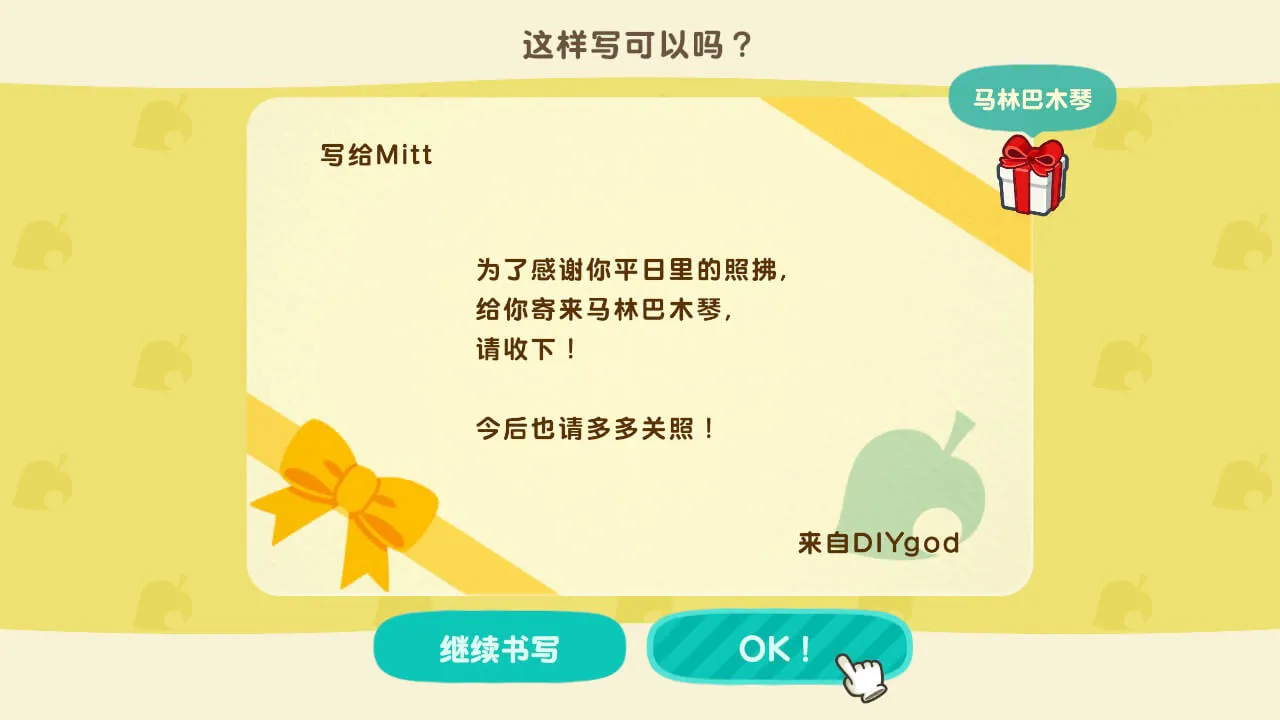 这样写可以吗？
马林巴木琴
写给Mitt
为了感谢你平日里的照拂，
给你寄来马林巴木琴，
请收下！
今后也请多多关照！
来自DIYgod
继续书写
OK！